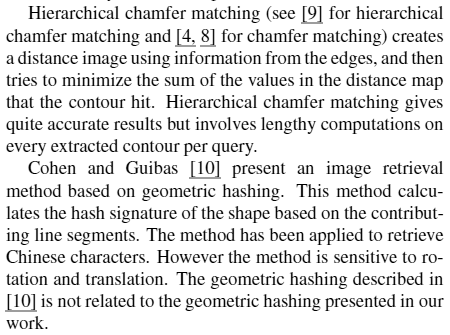 Hierarchical chamfer matching (see [9] for hierarchical
chamfer matching and [4, 8] for chamfer matching) creates
a distance image using information from the edges, and then
tries to minimize the sum of the values in the distance map
that the contour hit. Hierarchical chamfer matching gives
quite accurate results but involves lengthy computations on
every extracted contour per query.
Cohen and Guibas [10] present an image retrieval
method based on geometric hashing. This method calcu-
lates the hash signature of the shape based on the contribut-
ing line segments. The method has been applied to retrieve
Chinese characters. However the method is sensitive to ro-
tation and translation. The geometric hashing described in
[10] is not related to the geometric hashing presented in our
work.